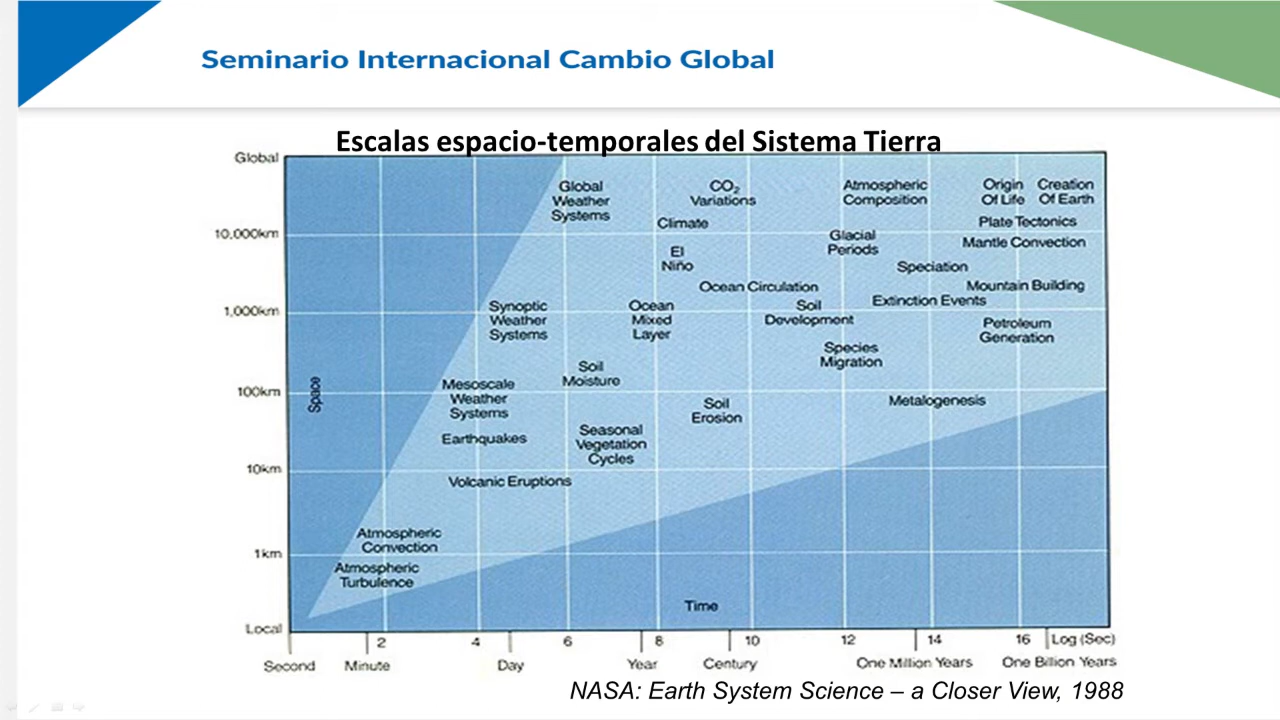 Seminario Internacional Cambio Global
Escalas espacio-temporales del Sistema Tierra
Global
10,000km
1,000km
100km
10km
1km
Local
Space
Global
Weather
Systems
CO₂
Variations
Climate
El
Niño
Atmospheric
Composition
Glacial
Periods
Origin
Of Life
Creation
Of Earth
Plate Tectonics
Mantle Convection
Speciation
Ocean Circulation
Mountain Building
Extinction Events
Synoptic
Weather
Systems
Ocean
Mixed
Layer
Soil
Development
Petroleum
Generation
Species
Migration
Soil
Moisture
Mesoscale
Weather
Systems
Soil
Erosion
Metalogenesis
Earthquakes
Seasonal
Vegetation
Cycles
Volcanic Eruptions
Atmospheric
Convection
Atmospheric
Turbulence
Time
2 4 6 8 10 12 14 16 Log (Sec)
Second Minute Day Year Century One Million Years One Billion Years
NASA: Earth System Science – a Closer View, 1988